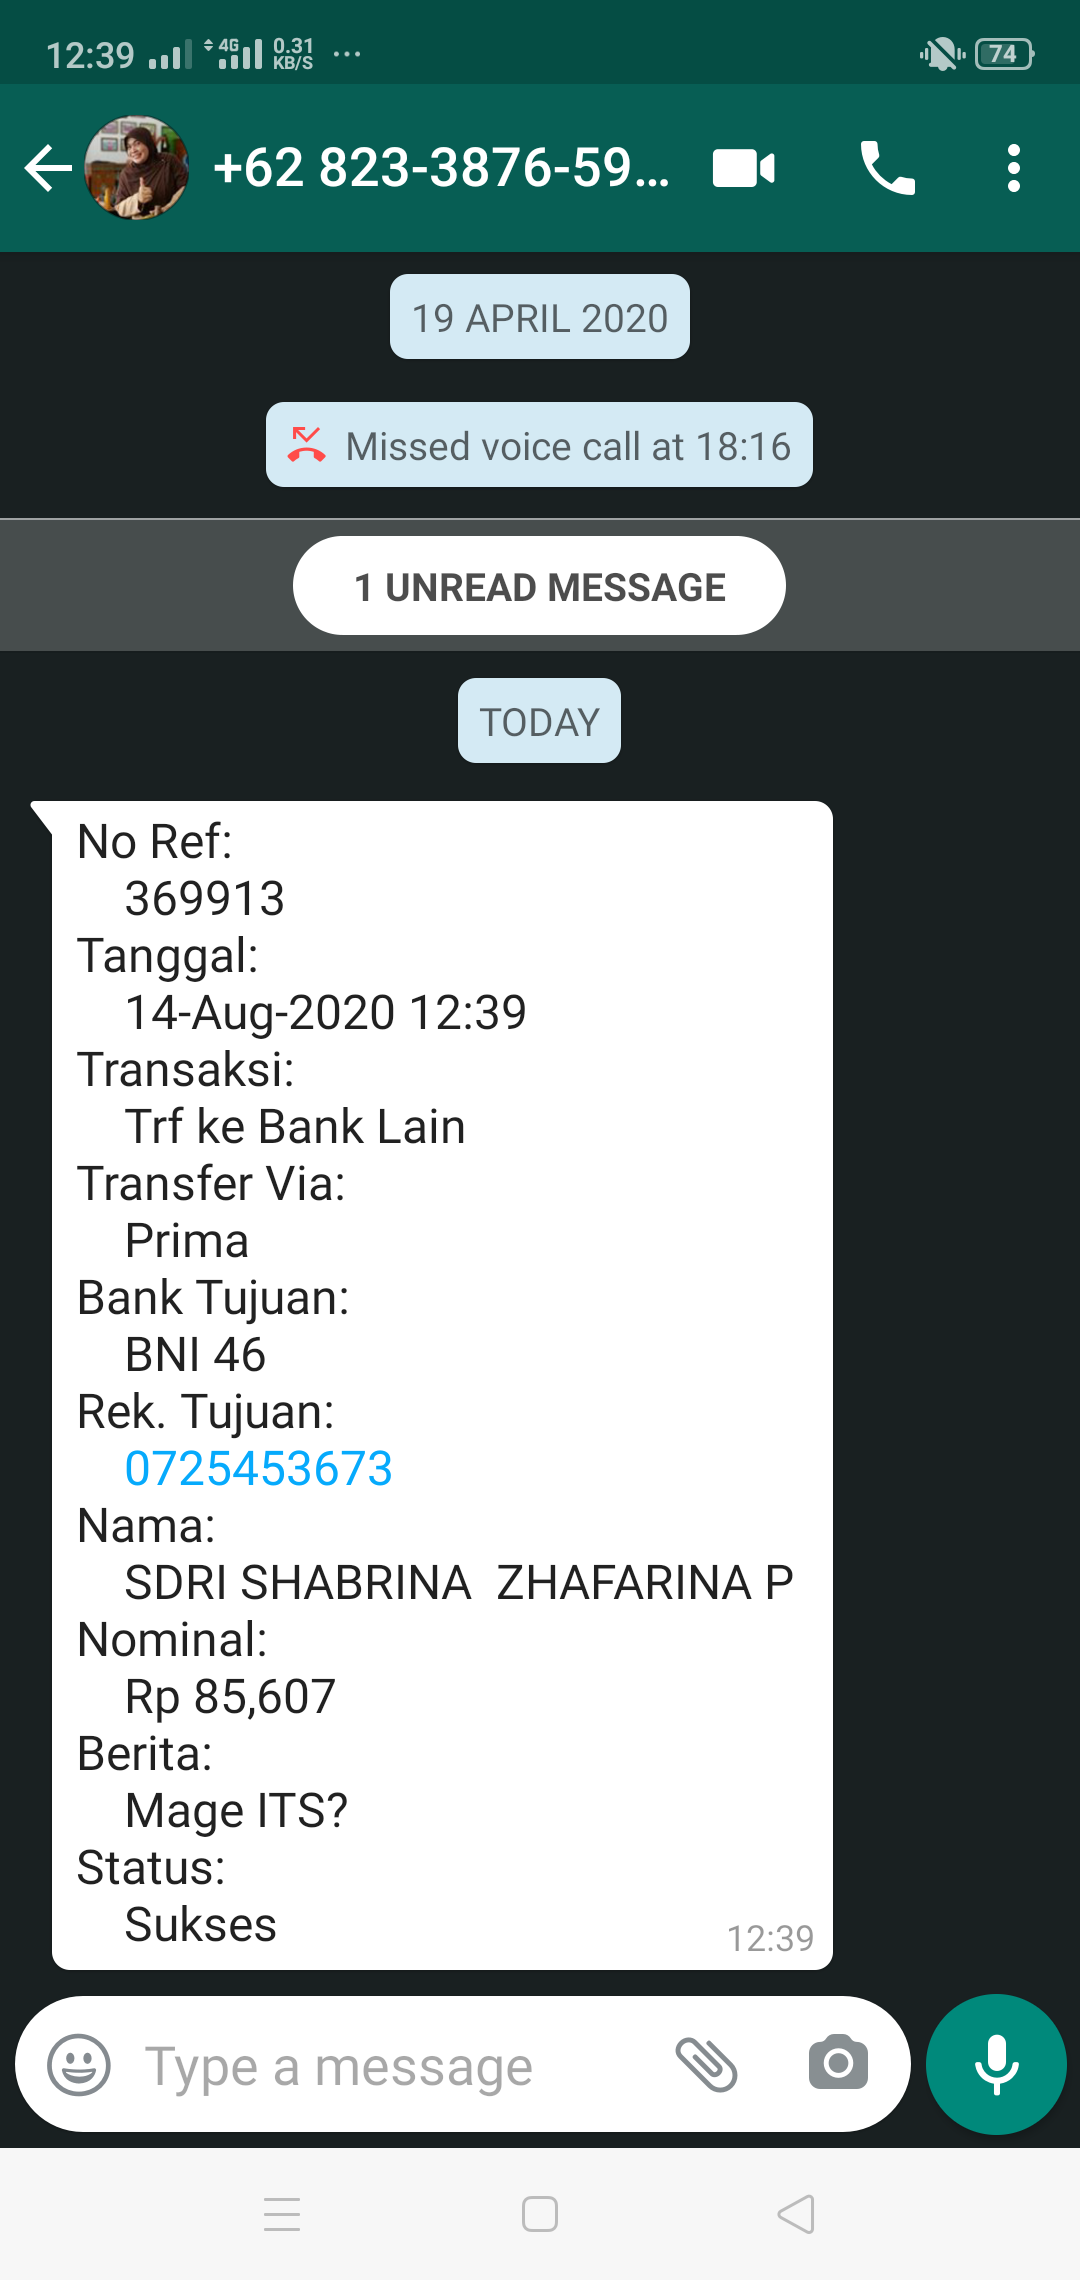 12:39 4G 0.31 KB/S ... 74
+62 823-3876-59...
19 APRIL 2020
Missed voice call at 18:16
1 UNREAD MESSAGE
TODAY
No Ref:
369913
Tanggal:
14-Aug-2020 12:39
Transaksi:
Trf ke Bank Lain
Transfer Via:
Prima
Bank Tujuan:
BNI 46
Rek. Tujuan:
0725453673
Nama:
SDRI SHABRINA  ZHAFARINA P
Nominal:
Rp 85,607
Berita:
Mage ITS?
Status:
Sukses
12:39
Type a message